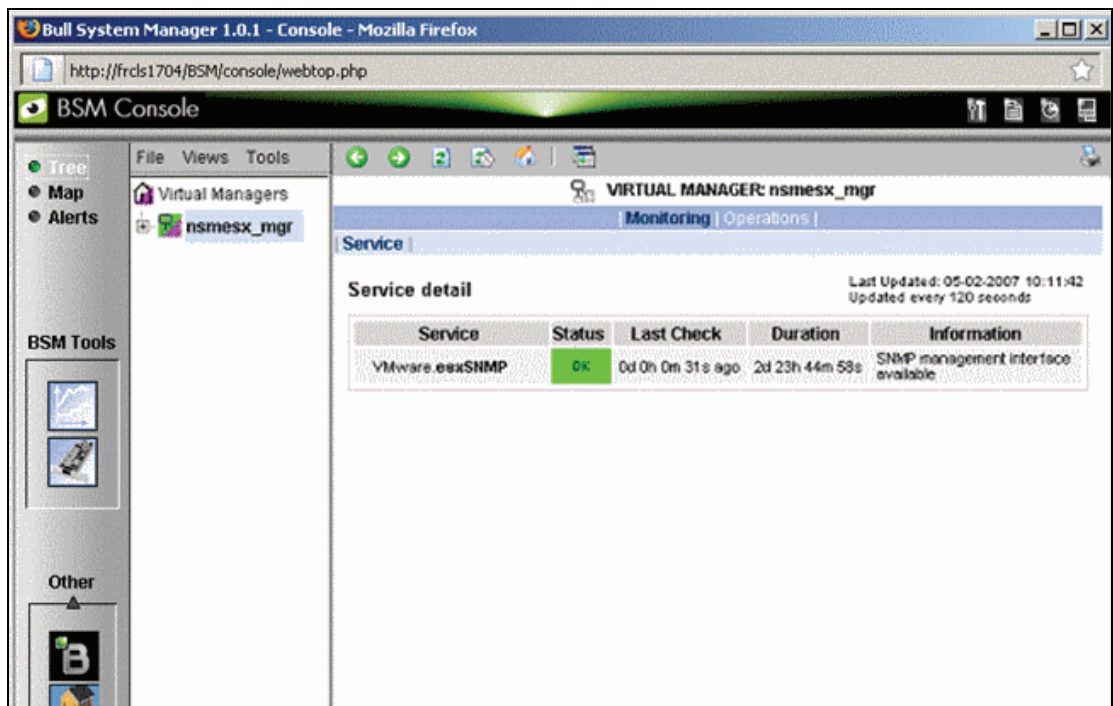 Bull System Manager 1.0.1 - Console - Mozilla Firefox
http://frcls1704/BSM/console/webtop.php
BSM Console
Tree
Map
Alerts
File Views Tools
Virtual Managers
nsmesx_mgr
VIRTUAL MANAGER: nsmesx_mgr
| Monitoring | Operations |
| Service |
Service detail
Last Updated: 05-02-2007 10:11:42
Updated every 120 seconds
Service Status Last Check Duration Information
VMware.esxSNMP OK 0d 0h 0m 31s ago 2d 23h 44m 58s SNMP management interface
available
BSM Tools
Other
B